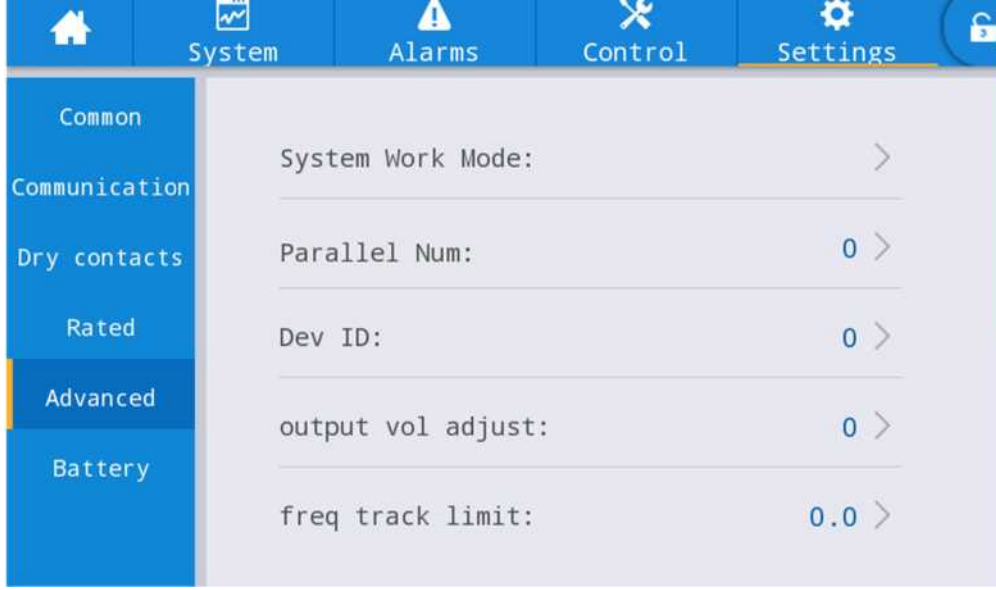 System
Alarms
Control
Settings
Common
Communication
Dry contacts
Rated
Advanced
Battery
System Work Mode:
Parallel Num: 0
Dev ID: 0
output vol adjust: 0
freq track limit: 0.0